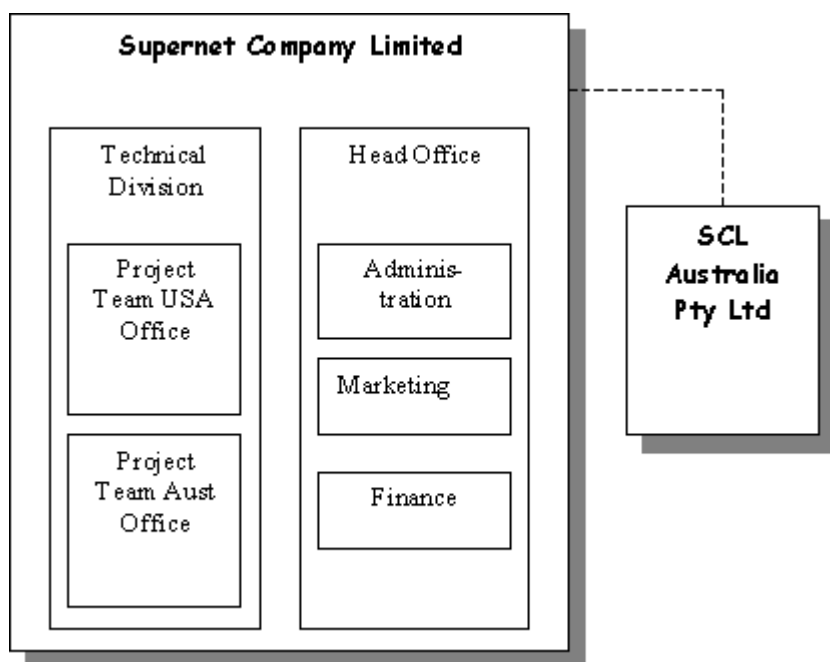 Supernet Company Limited
Technical
Division
Project
Team USA
Office
Project
Team Aust
Office
Head Office
Adminis-
tration
Marketing
Finance
SCL
Australia
Pty Ltd